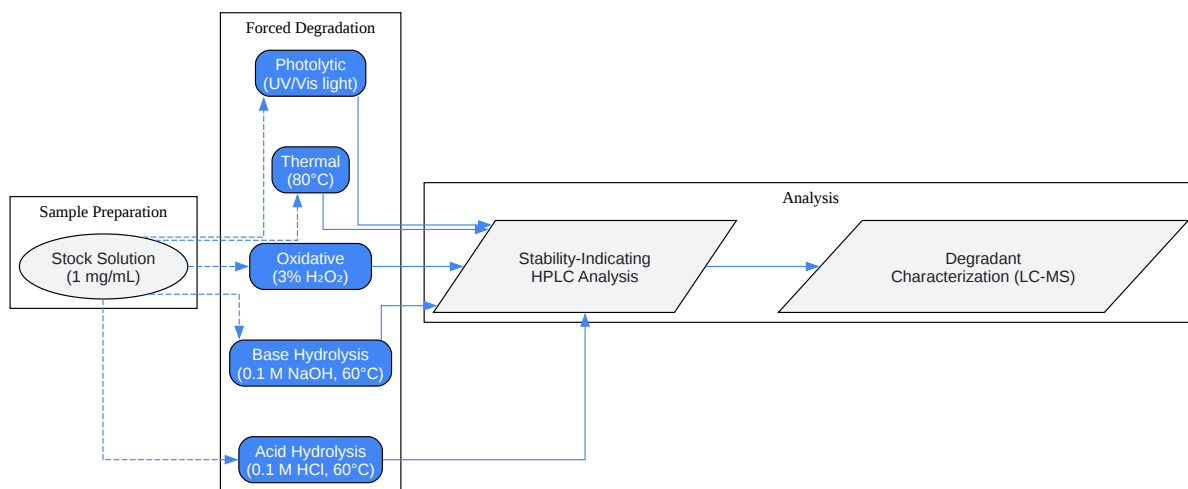 Sample Preparation
Stock Solution
(1 mg/mL)
Forced Degradation
Photolytic
(UV/Vis light)
Thermal
(80°C)
Oxidative
(3% H₂O₂)
Base Hydrolysis
(0.1 M NaOH, 60°C)
Acid Hydrolysis
(0.1 M HCl, 60°C)
Analysis
Stability-Indicating
HPLC Analysis
Degradant
Characterization (LC-MS)